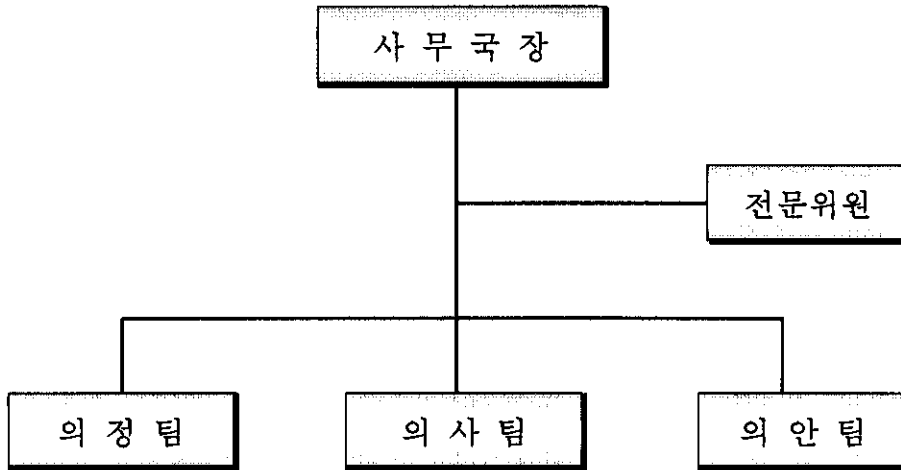 사 무 국 장
전문위원
의 정 팀
의 사 팀
의 안 팀